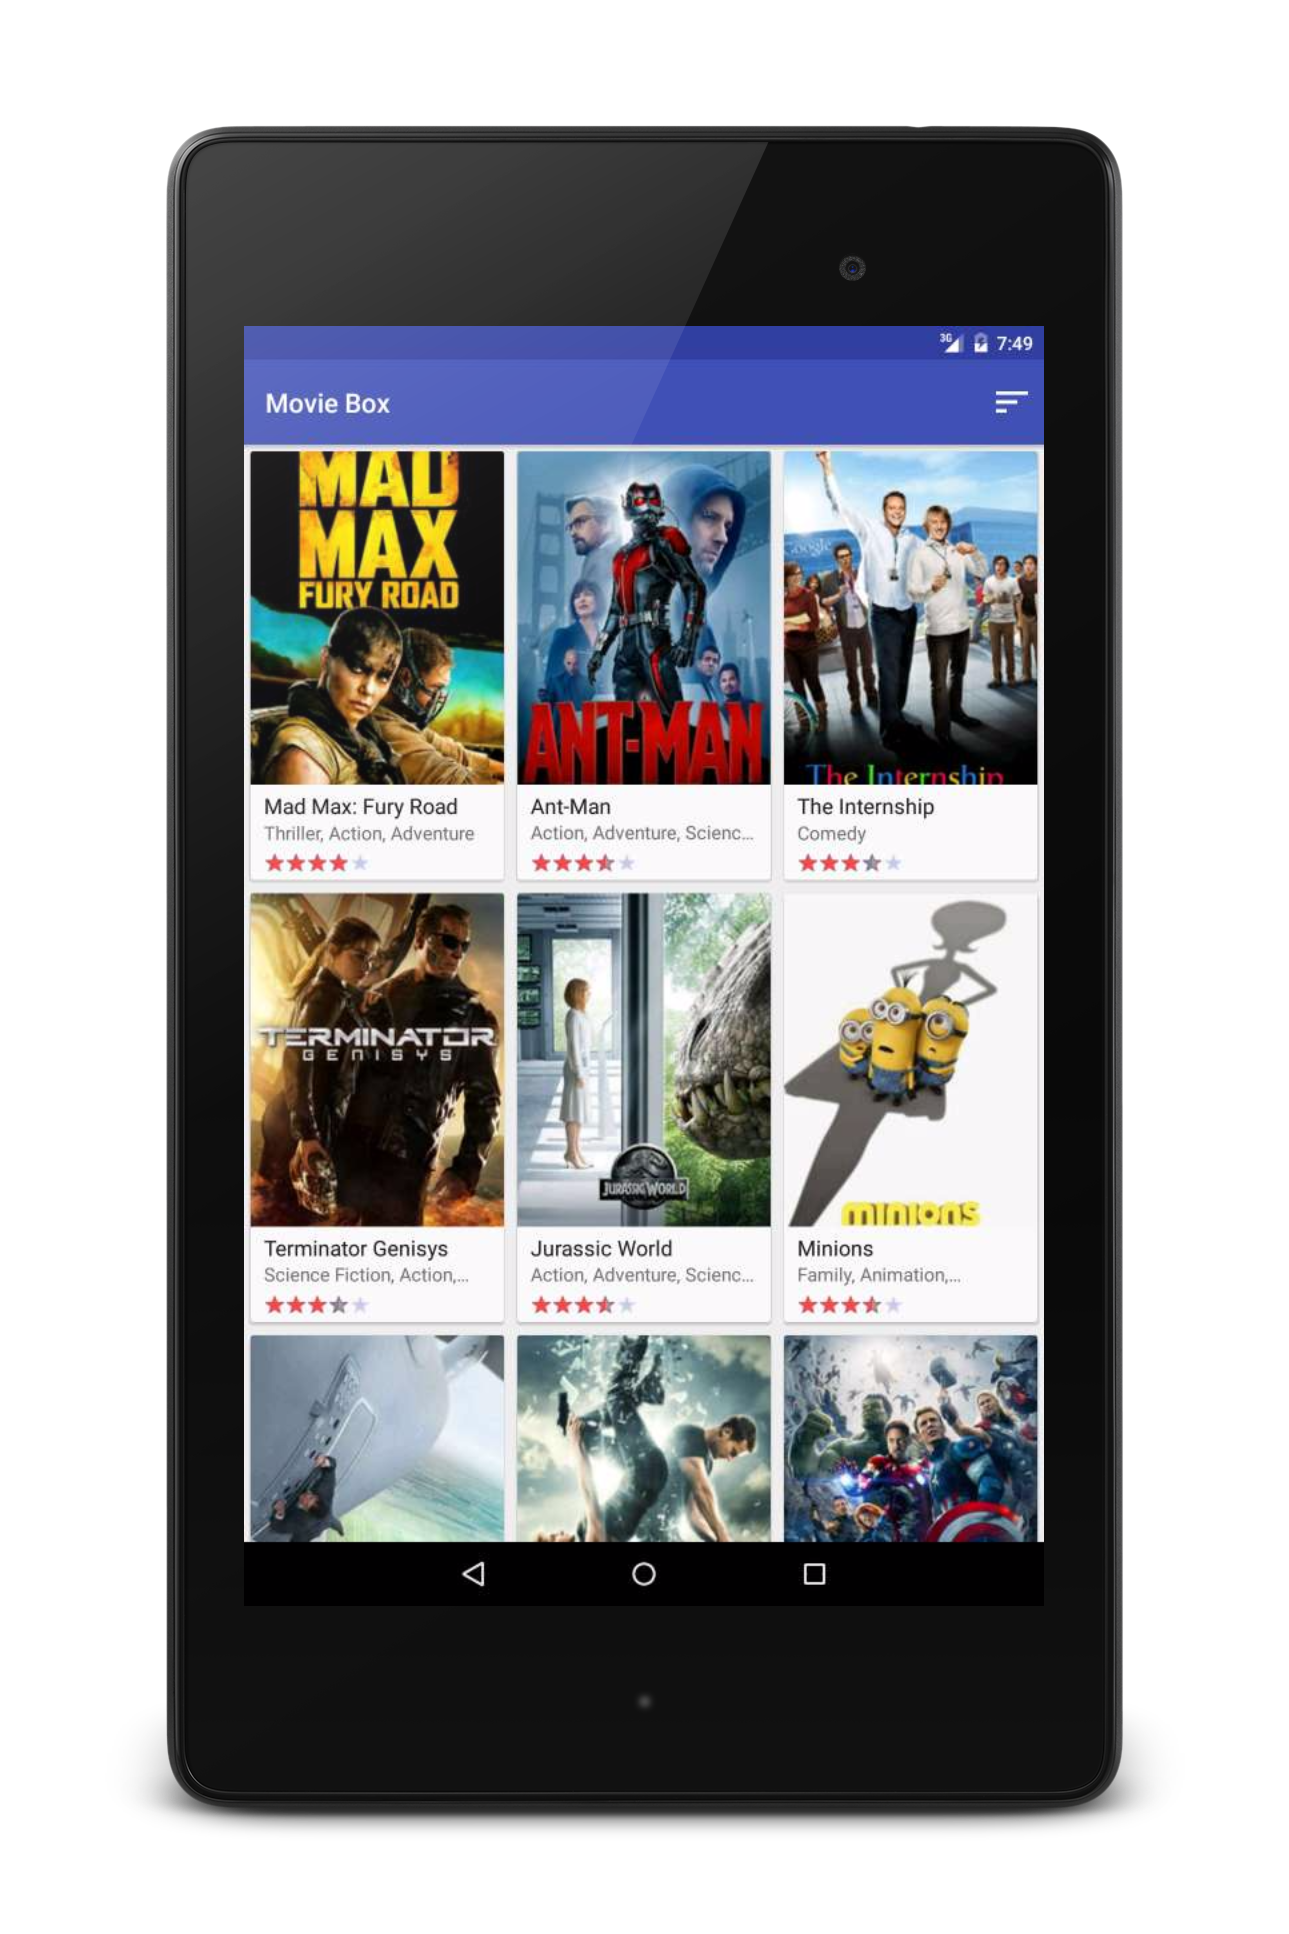 3G 7:49
Movie Box
MAD
MAX
FURY ROAD
ANT-MAN
Google
The Internship
Mad Max: Fury Road
Thriller, Action, Adventure
Ant-Man
Action, Adventure, Scienc...
The Internship
Comedy
TERMINATOR
GENISYS
JURASSIC WORLD
MINIONS
Terminator Genisys
Science Fiction, Action,...
Jurassic World
Action, Adventure, Scienc...
Minions
Family, Animation,...